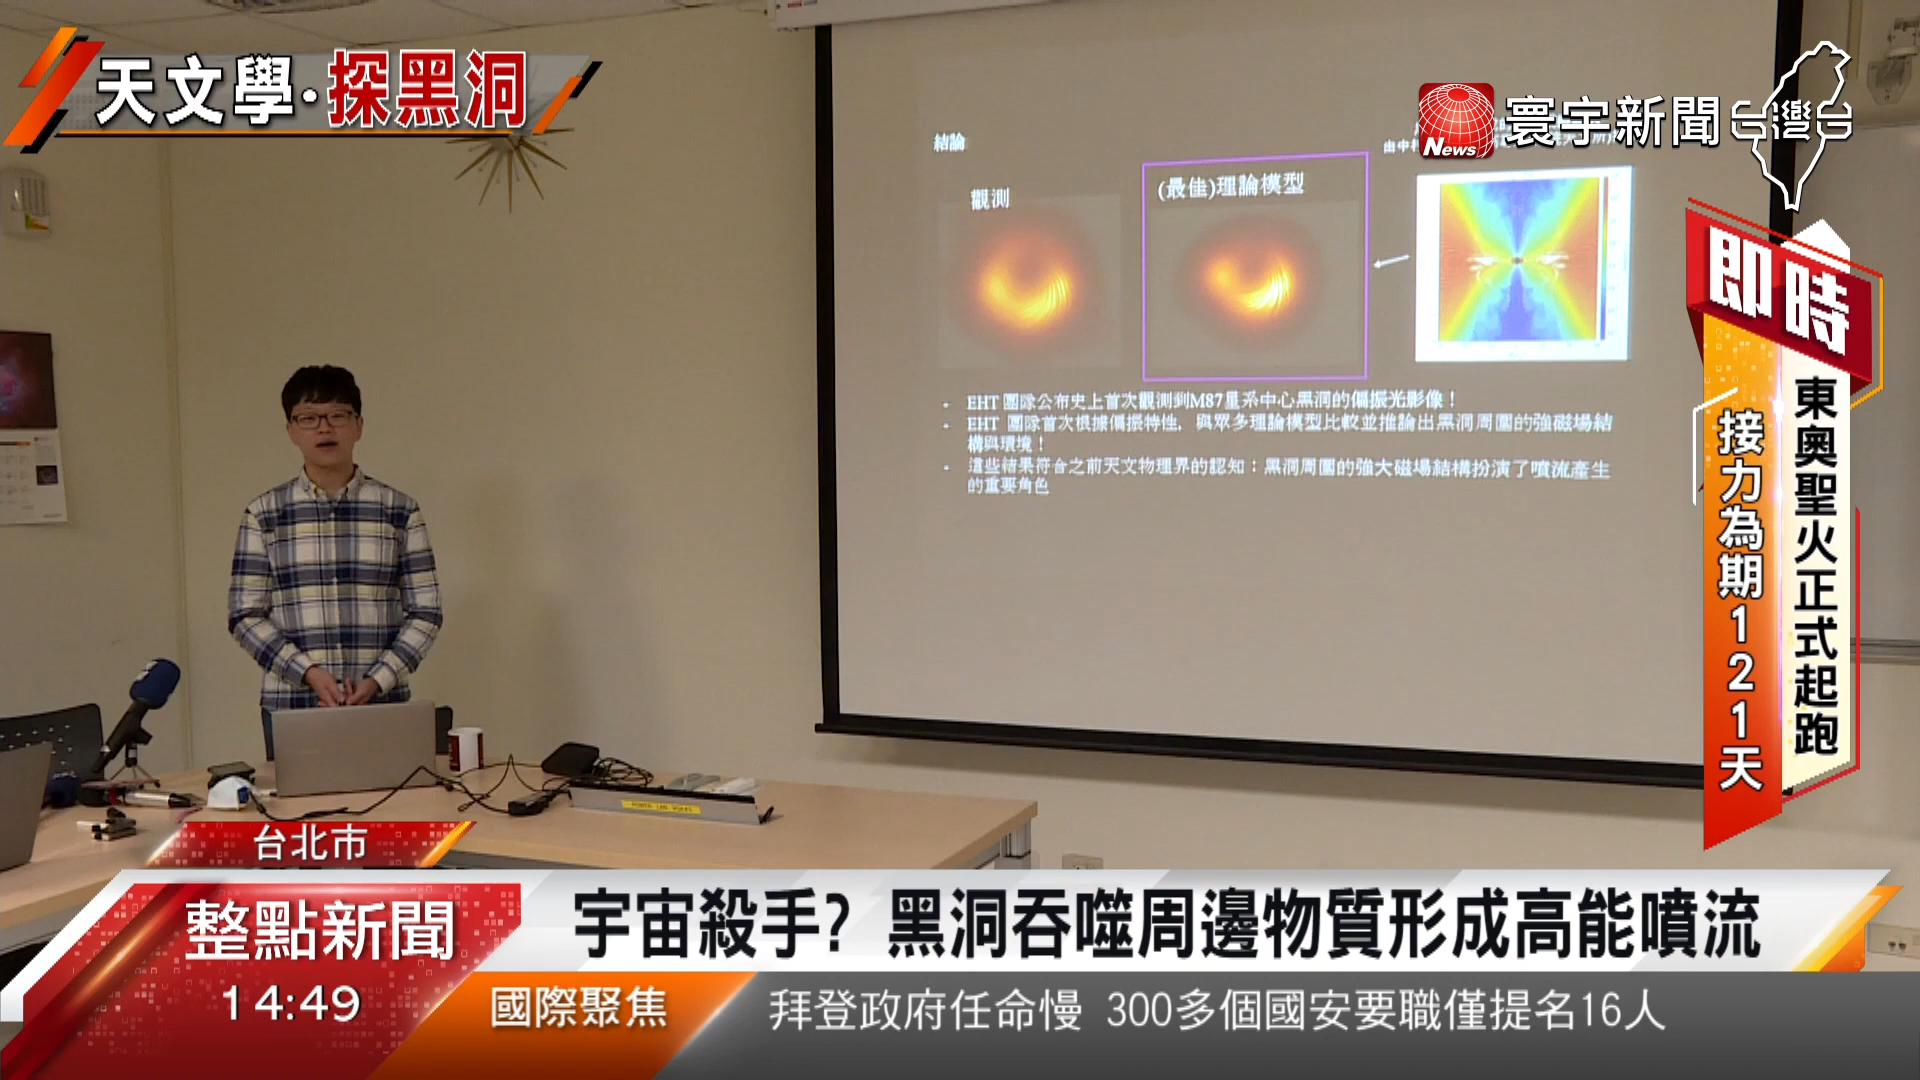 天文學·探黑洞
News 寰宇新聞 台灣台
結論
觀測
(最佳)理論模型
由中
• EHT 團隊公布史上首次觀測到M87星系中心黑洞的偏振光影像！
• EHT 團隊首次根據偏振特性，與眾多理論模型比較並推論出黑洞周圍的強磁場結
構與環境！
• 這些結果符合之前天文物理界的認知：黑洞周圍的強大磁場結構扮演了噴流產生
的重要角色
即時
東奧聖火正式起跑
接力為期121天
台北市
整點新聞
宇宙殺手？ 黑洞吞噬周邊物質形成高能噴流
14:49
國際聚焦
拜登政府任命慢 300多個國安要職僅提名16人